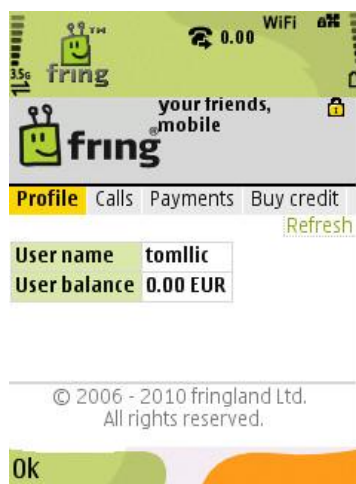 fring™
0.00
WiFi
3.5G
fring®
your friends,
mobile
Profile Calls Payments Buy credit
Refresh
User name tomllic
User balance 0.00 EUR
© 2006 - 2010 fringland Ltd.
All rights reserved.
Ok